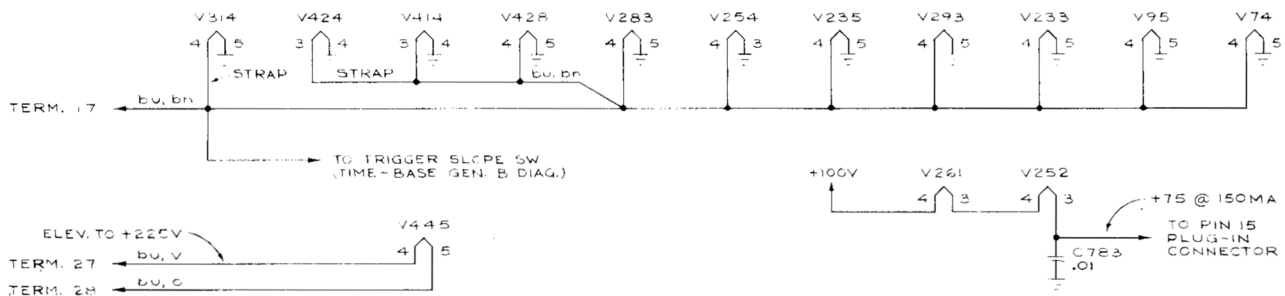 V314 V424 V414 V428 V283 V254 V235 V293 V233 V95 V74
4 5 3 4 3 4 4 5 4 5 4 3 4 5 4 5 4 5 4 5 4 5
STRAP STRAP bu, bn
TERM. 17 bu, bn
TO TRIGGER SLOPE SW
(TIME-BASE GEN. B DIAG.)
+100V V261 V252
4 3 4 3 +75 @ 150MA
V445
4 5
ELEV. TO +225V
TO PIN 15
PLUG-IN
CONNECTOR
TERM. 27 bu, v
C783
.01
TERM. 28 bu, o